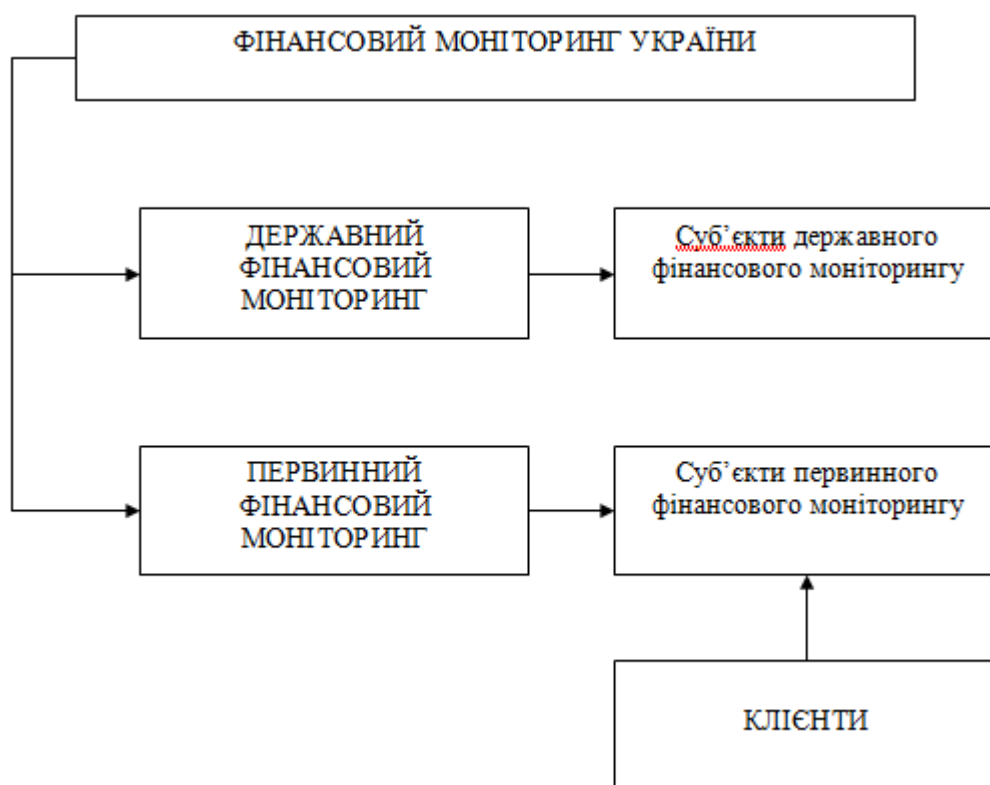 ФІНАНСОВИЙ МОНІТОРИНГ УКРАЇНИ
ДЕРЖАВНИЙ
ФІНАНСОВИЙ
МОНІТОРИНГ
Суб’єкти державного
фінансового моніторингу
ПЕРВИННИЙ
ФІНАНСОВИЙ
МОНІТОРИНГ
Суб’єкти первинного
фінансового моніторингу
КЛІЄНТИ